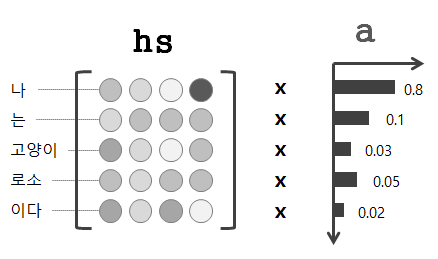 hs a
나 x 0.8
는 x 0.1
고양이 x 0.03
로소 x 0.05
이다 x 0.02